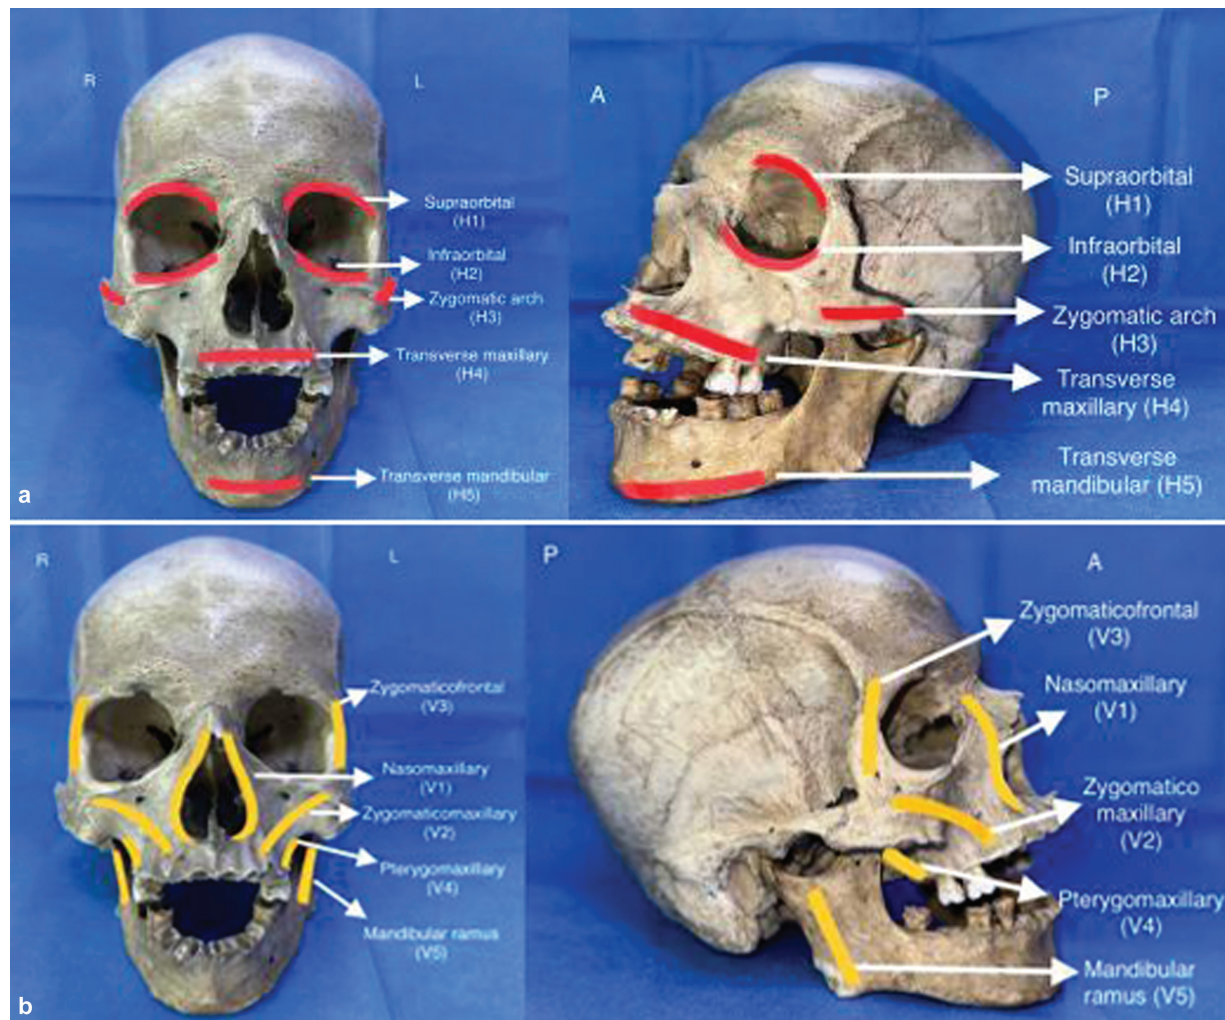 R
L
Supraorbital
(H1)
Infraorbital
(H2)
Zygomatic arch
(H3)
Transverse maxillary
(H4)
Transverse mandibular
(H5)
a
A
P
Supraorbital
(H1)
Infraorbital
(H2)
Zygomatic arch
(H3)
Transverse
maxillary (H4)
Transverse
mandibular (H5)
R
L
Zygomaticofrontal
(V3)
Nasomaxillary
(V1)
Zygomaticomaxillary
(V2)
Pterygomaxillary
(V4)
Mandibular ramus
(V5)
b
P
A
Zygomaticofrontal
(V3)
Nasomaxillary
(V1)
Zygomatico
maxillary
(V2)
Pterygomaxillary
(V4)
Mandibular
ramus (V5)